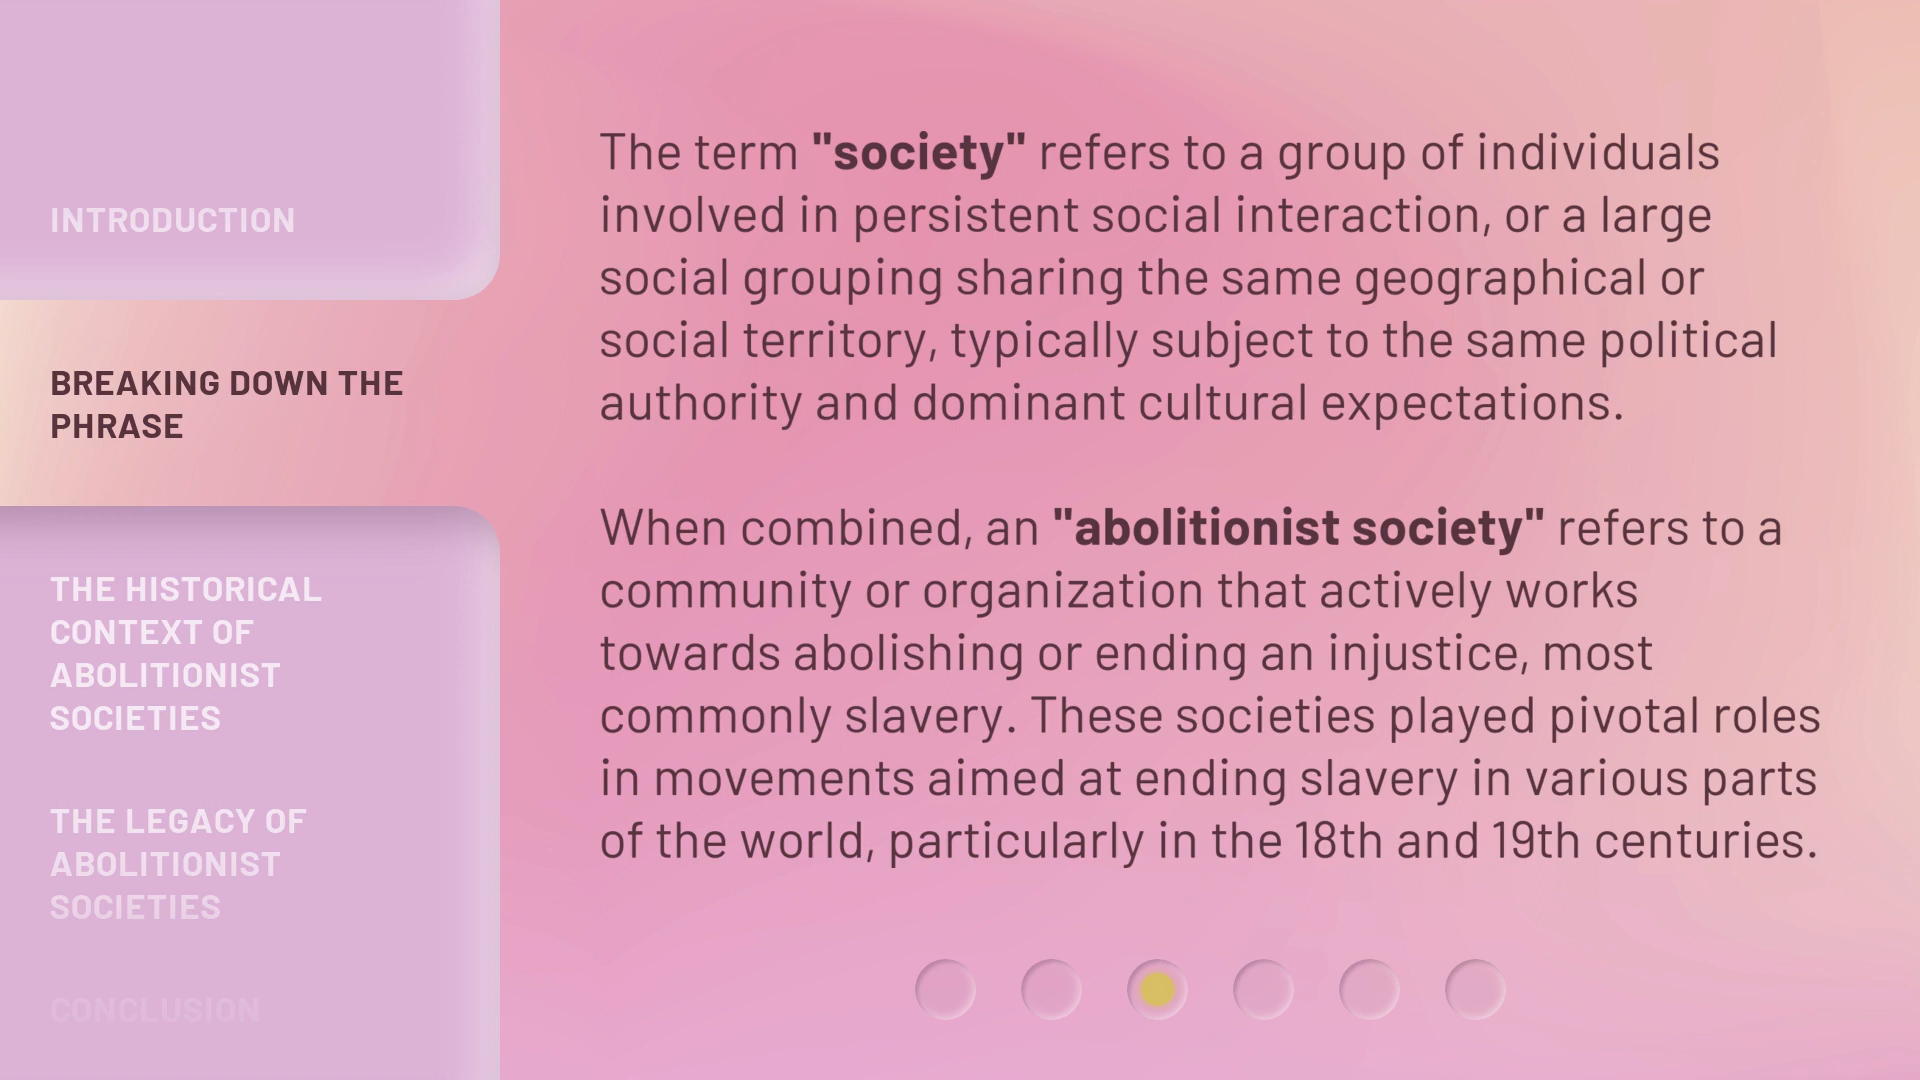 INTRODUCTION
BREAKING DOWN THE
PHRASE
THE HISTORICAL
CONTEXT OF
ABOLITIONIST
SOCIETIES
THE LEGACY OF
ABOLITIONIST
SOCIETIES
CONCLUSION
The term "society" refers to a group of individuals
involved in persistent social interaction, or a large
social grouping sharing the same geographical or
social territory, typically subject to the same political
authority and dominant cultural expectations.
When combined, an "abolitionist society" refers to a
community or organization that actively works
towards abolishing or ending an injustice, most
commonly slavery. These societies played pivotal roles
in movements aimed at ending slavery in various parts
of the world, particularly in the 18th and 19th centuries.